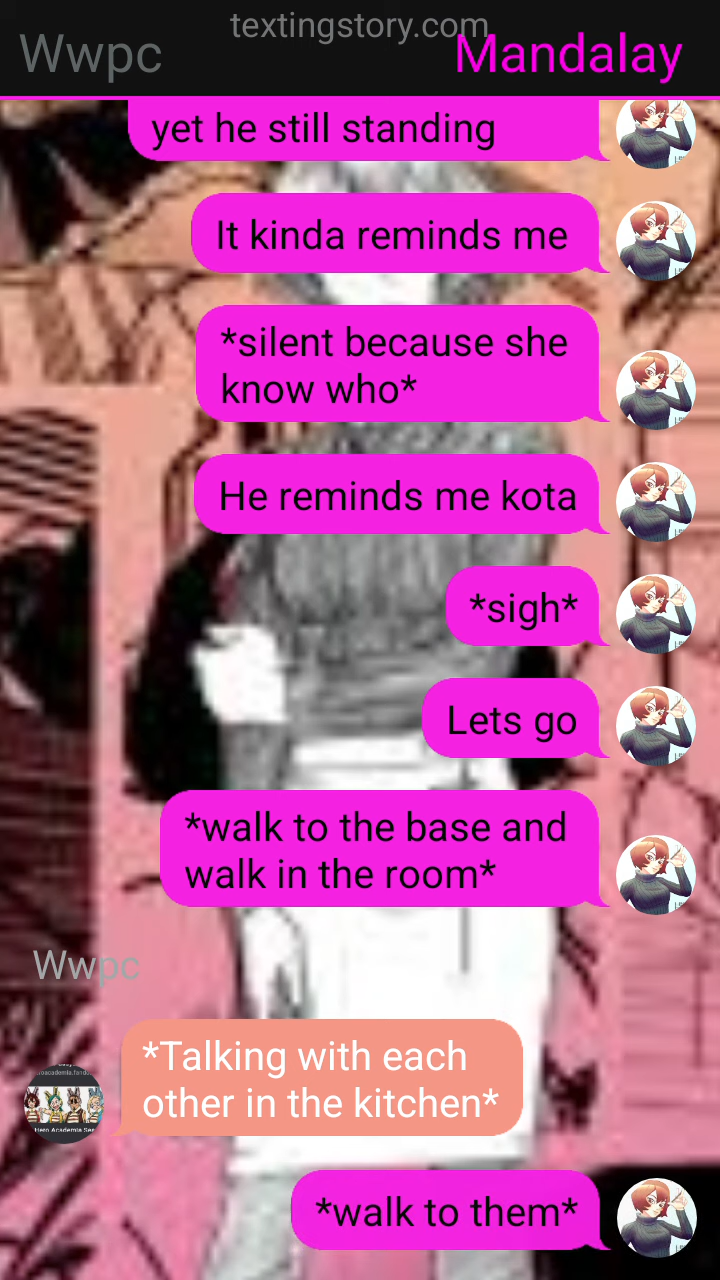 textingstory.com
Wwpc
Mandalay
yet he still standing
It kinda reminds me
*silent because she
know who*
He reminds me kota
*sigh*
Lets go
*walk to the base and
walk in the room*
Wwpc
*Talking with each
other in the kitchen*
*walk to them*